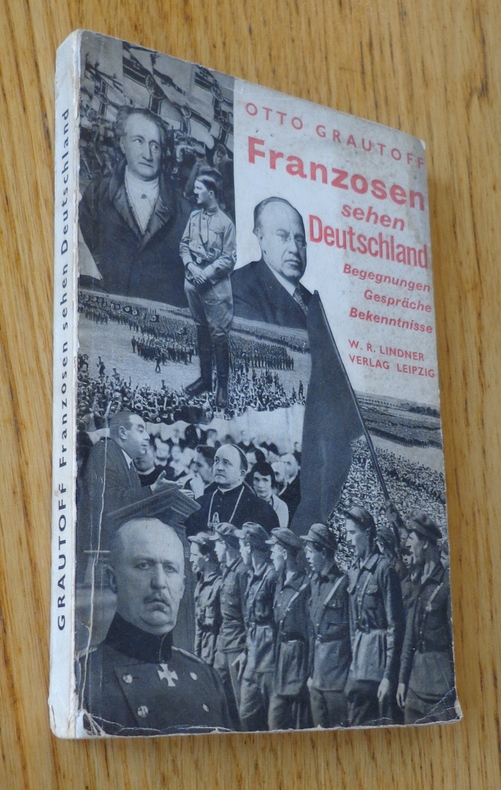 OTTO GRAUTOFF
Franzosen
sehen
Deutschland
Begegnungen
Gespräche
Bekenntnisse
W. R. LINDNER
VERLAG LEIPZIG
GRAUTOFF Franzosen sehen Deutschland